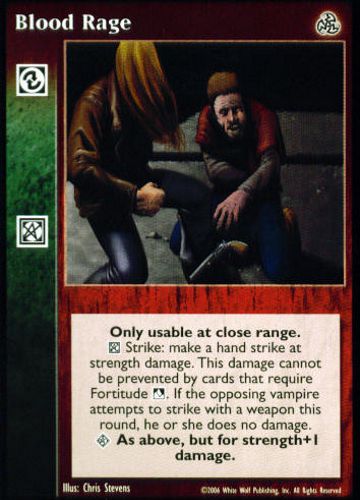 Blood Rage
Only usable at close range.
Strike: make a hand strike at
strength damage. This damage cannot
be prevented by cards that require
Fortitude . If the opposing vampire
attempts to strike with a weapon this
round, he or she does no damage.
As above, but for strength+1
damage.
Illus: Chris Stevens
©2006 White Wolf Publishing, Inc. All Rights Reserved.